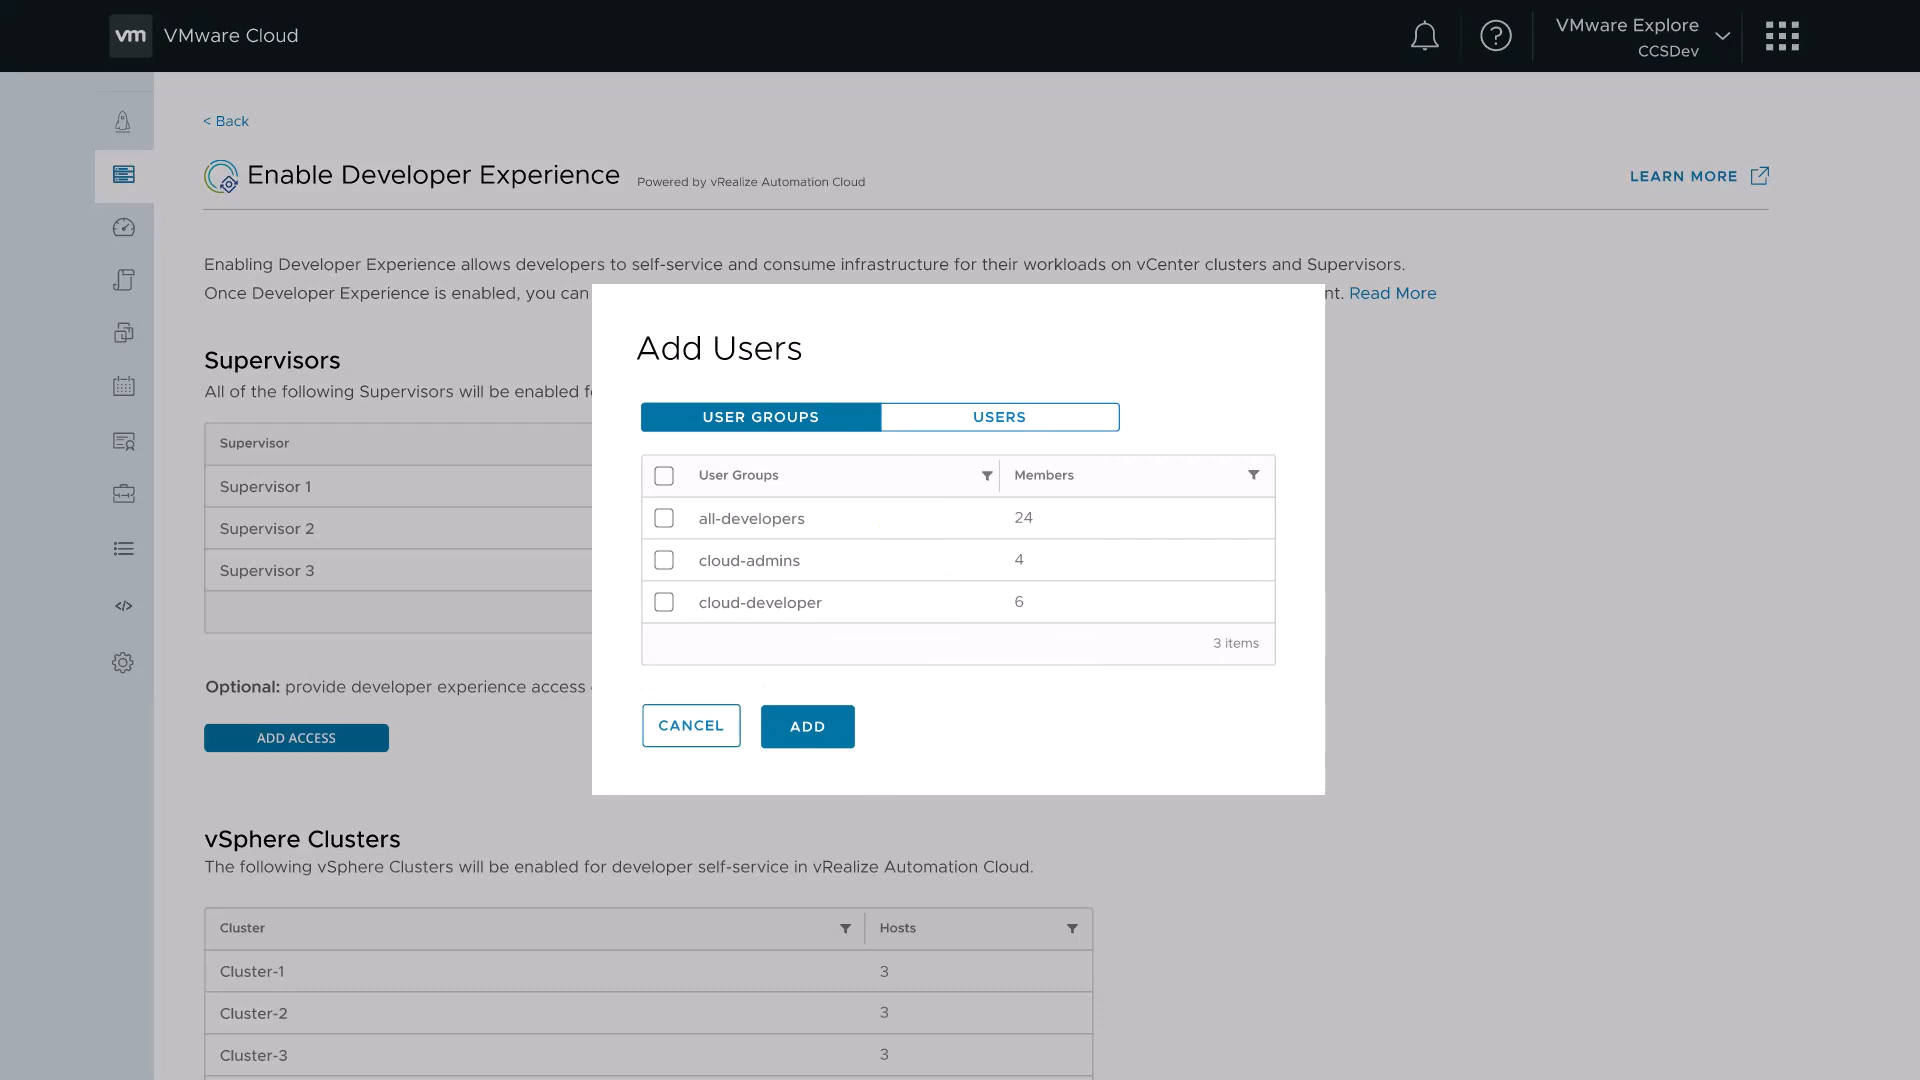 vm VMware Cloud
? VMware Explore
CCSDev
< Back
Enable Developer Experience Powered by vRealize Automation Cloud LEARN MORE
Enabling Developer Experience allows developers to self-service and consume infrastructure for their workloads on vCenter clusters and Supervisors.
Once Developer Experience is enabled, you can nt. Read More
Supervisors
All of the following Supervisors will be enabled f
Supervisor
Supervisor 1
Supervisor 2
Supervisor 3
Optional: provide developer experience access
ADD ACCESS
Add Users
USER GROUPS USERS
User Groups Members
all-developers 24
cloud-admins 4
cloud-developer 6
3 items
CANCEL ADD
vSphere Clusters
The following vSphere Clusters will be enabled for developer self-service in vRealize Automation Cloud.
Cluster Hosts
Cluster-1 3
Cluster-2 3
Cluster-3 3